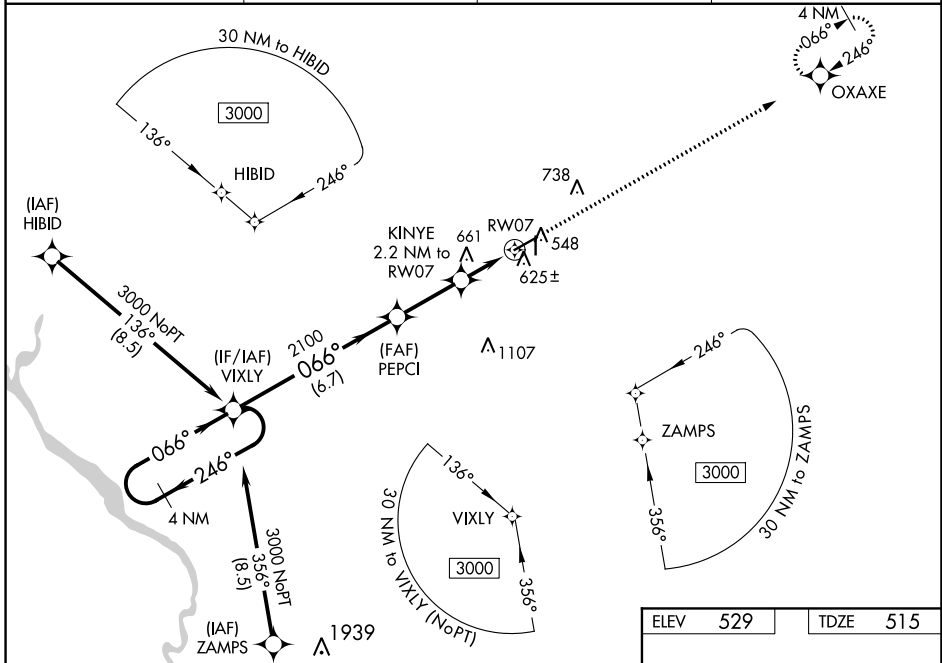 4 NM
066°
246°
OXAXE
30 NM to HIBID
3000
136°
HIBID
246°
738
(IAF)
HIBID
KINYE
2.2 NM to
RW07
661
RW07
548
625±
3000 NoPT
136°
(8.5)
(IF/IAF)
VIXLY
2100
066°
(6.7)
(FAF)
PEPCI
1107
246°
ZAMPS
3000
356°
30 NM to ZAMPS
066°
246°
4 NM
136°
VIXLY
3000
356°
30 NM to VIXLY (NoPT)
3000 NoPT
356°
(8.5)
(IAF)
ZAMPS
1939
ELEV 529
TDZE 515